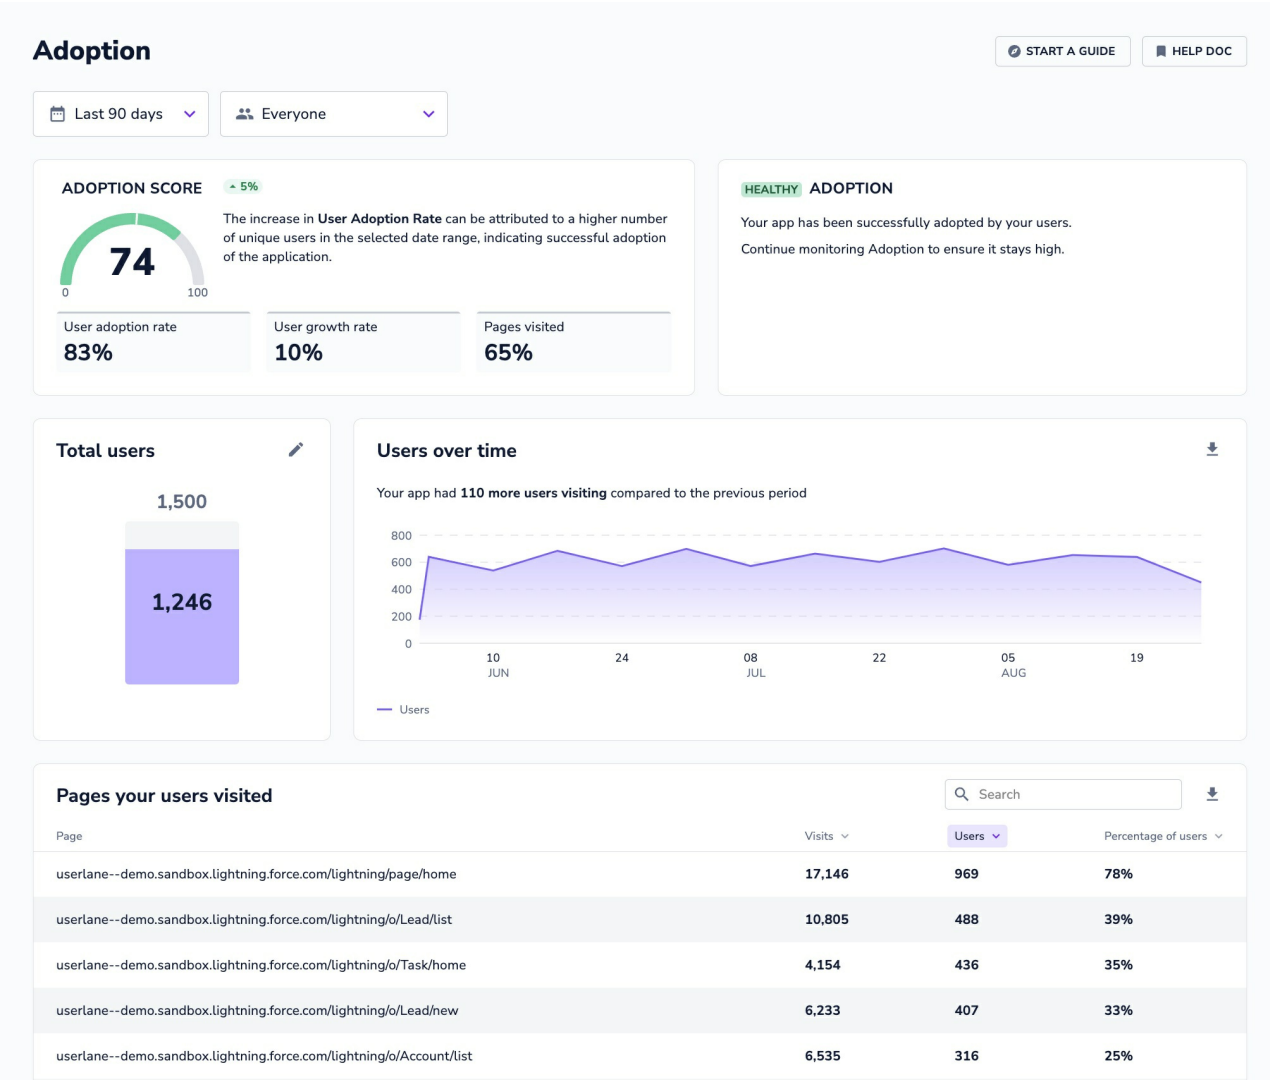 Adoption
START A GUIDE
HELP DOC
Last 90 days
Everyone
ADOPTION SCORE
5%
The increase in User Adoption Rate can be attributed to a higher number
of unique users in the selected date range, indicating successful adoption
of the application.
74
0
100
User adoption rate
83%
User growth rate
10%
Pages visited
65%
HEALTHY ADOPTION
Your app has been successfully adopted by your users.
Continue monitoring Adoption to ensure it stays high.
Total users
1,500
1,246
Users over time
Your app had 110 more users visiting compared to the previous period
800
600
400
200
0
10 24 08 22 05 19
JUN JUL AUG
Users
Pages your users visited
Search
Page Visits Users Percentage of users
userlane--demo.sandbox.lightning.force.com/lightning/page/home 17,146 969 78%
userlane--demo.sandbox.lightning.force.com/lightning/o/Lead/list 10,805 488 39%
userlane--demo.sandbox.lightning.force.com/lightning/o/Task/home 4,154 436 35%
userlane--demo.sandbox.lightning.force.com/lightning/o/Lead/new 6,233 407 33%
userlane--demo.sandbox.lightning.force.com/lightning/o/Account/list 6,535 316 25%